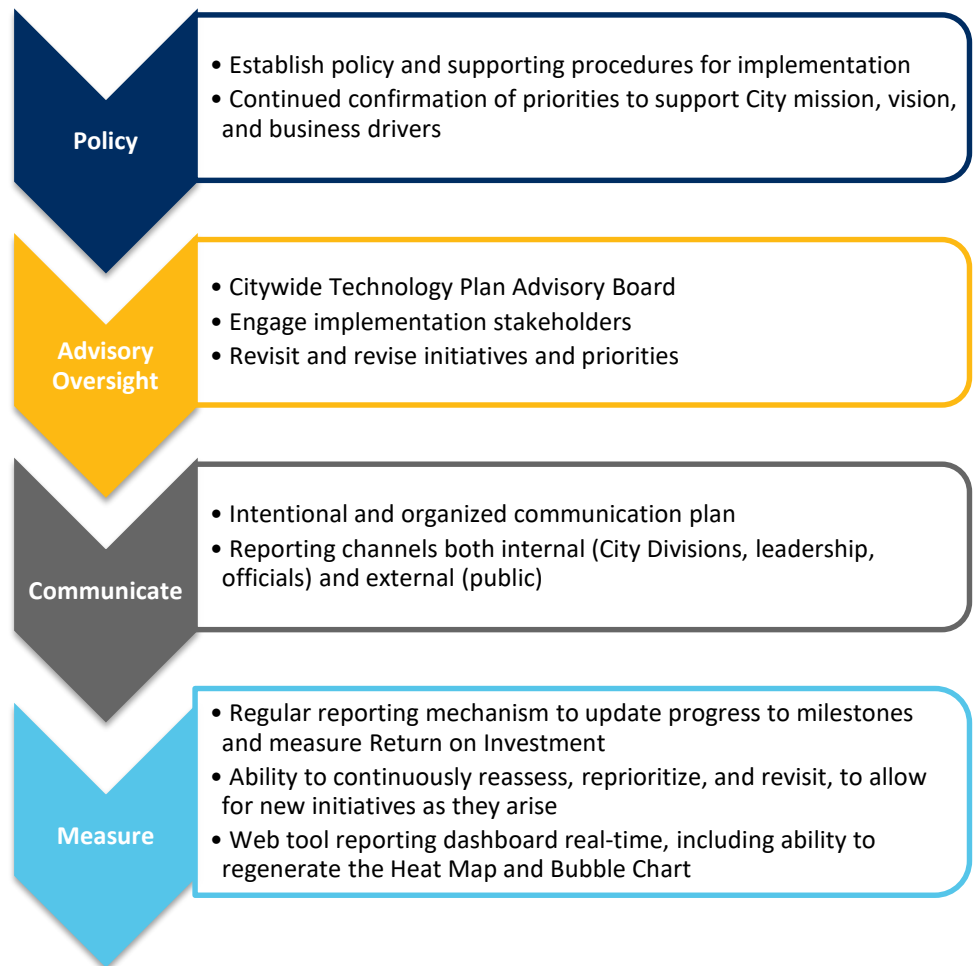 Policy
• Establish policy and supporting procedures for implementation
• Continued confirmation of priorities to support City mission, vision,
and business drivers
Advisory
Oversight
• Citywide Technology Plan Advisory Board
• Engage implementation stakeholders
• Revisit and revise initiatives and priorities
Communicate
• Intentional and organized communication plan
• Reporting channels both internal (City Divisions, leadership,
officials) and external (public)
Measure
• Regular reporting mechanism to update progress to milestones
and measure Return on Investment
• Ability to continuously reassess, reprioritize, and revisit, to allow
for new initiatives as they arise
• Web tool reporting dashboard real-time, including ability to
regenerate the Heat Map and Bubble Chart